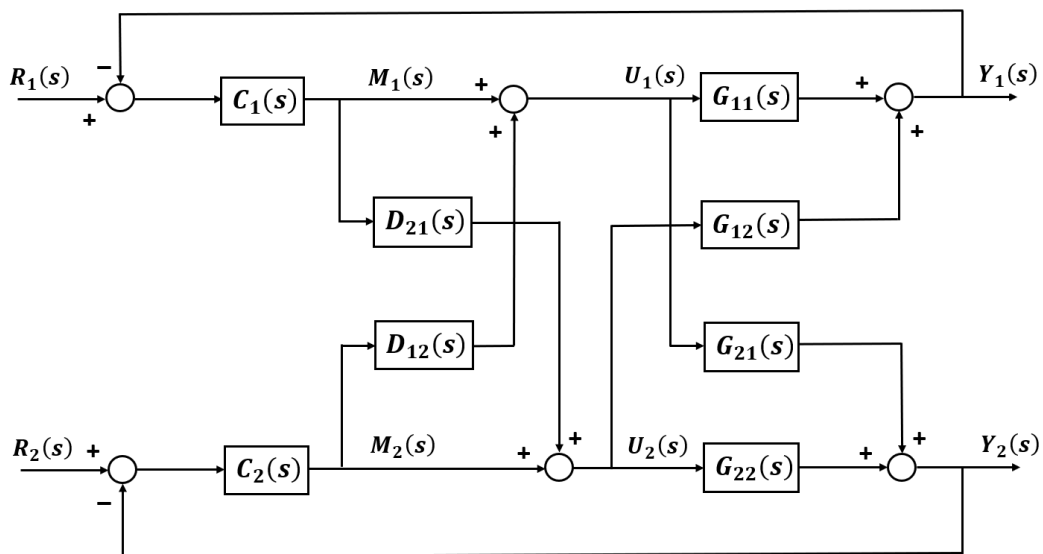 −
R₁(s)
+
C₁(s)
M₁(s)
+
+
U₁(s)
G₁₁(s)
+
+
Y₁(s)
D₂₁(s)
G₁₂(s)
D₁₂(s)
G₂₁(s)
R₂(s)
+
−
C₂(s)
M₂(s)
+
+
U₂(s)
G₂₂(s)
+
+
Y₂(s)